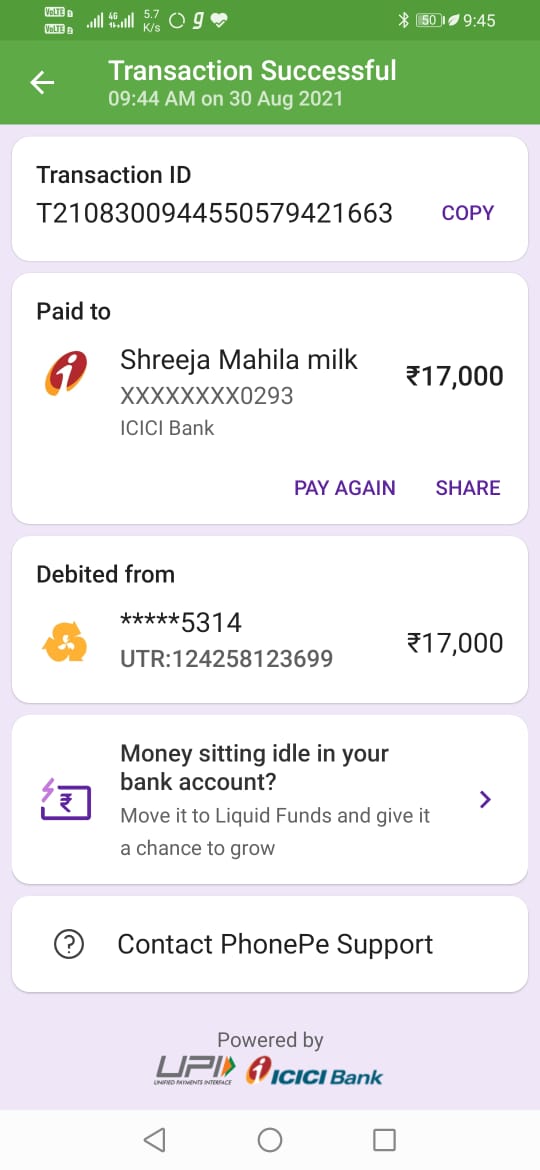 VoLTE 1
VoLTE 2
4G
5.7
K/s
g
50
9:45
Transaction Successful
09:44 AM on 30 Aug 2021
Transaction ID
T2108300944550579421663
COPY
Paid to
Shreeja Mahila milk
₹17,000
XXXXXXXX0293
ICICI Bank
PAY AGAIN SHARE
Debited from
*****5314
₹17,000
UTR:124258123699
Money sitting idle in your
bank account?
Move it to Liquid Funds and give it
a chance to grow
Contact PhonePe Support
Powered by
UPI
UNIFIED PAYMENTS INTERFACE
ICICI Bank